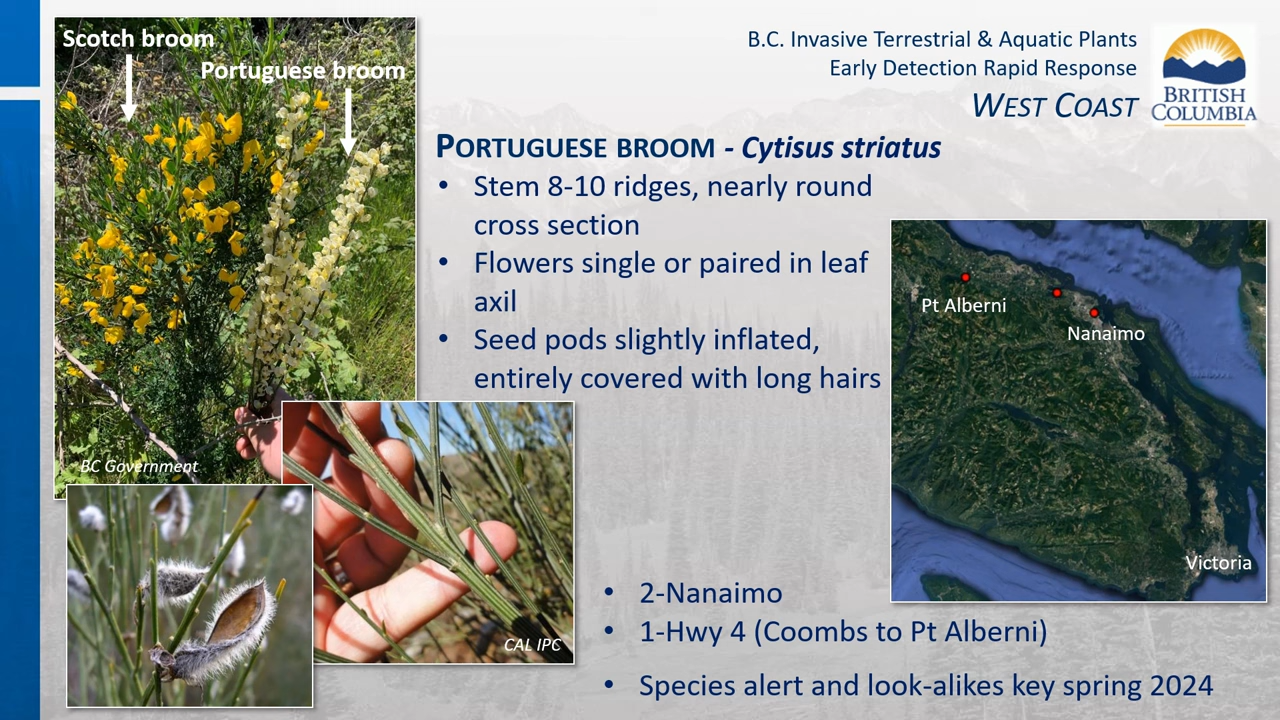 Scotch broom
Portuguese broom
B.C. Invasive Terrestrial & Aquatic Plants
Early Detection Rapid Response
WEST COAST
BRITISH
COLUMBIA
PORTUGUESE BROOM - Cytisus striatus
• Stem 8-10 ridges, nearly round
cross section
• Flowers single or paired in leaf
axil
• Seed pods slightly inflated,
entirely covered with long hairs
Pt Alberni
Nanaimo
Victoria
BC Government
CAL IPC
• 2-Nanaimo
• 1-Hwy 4 (Coombs to Pt Alberni)
• Species alert and look-alikes key spring 2024